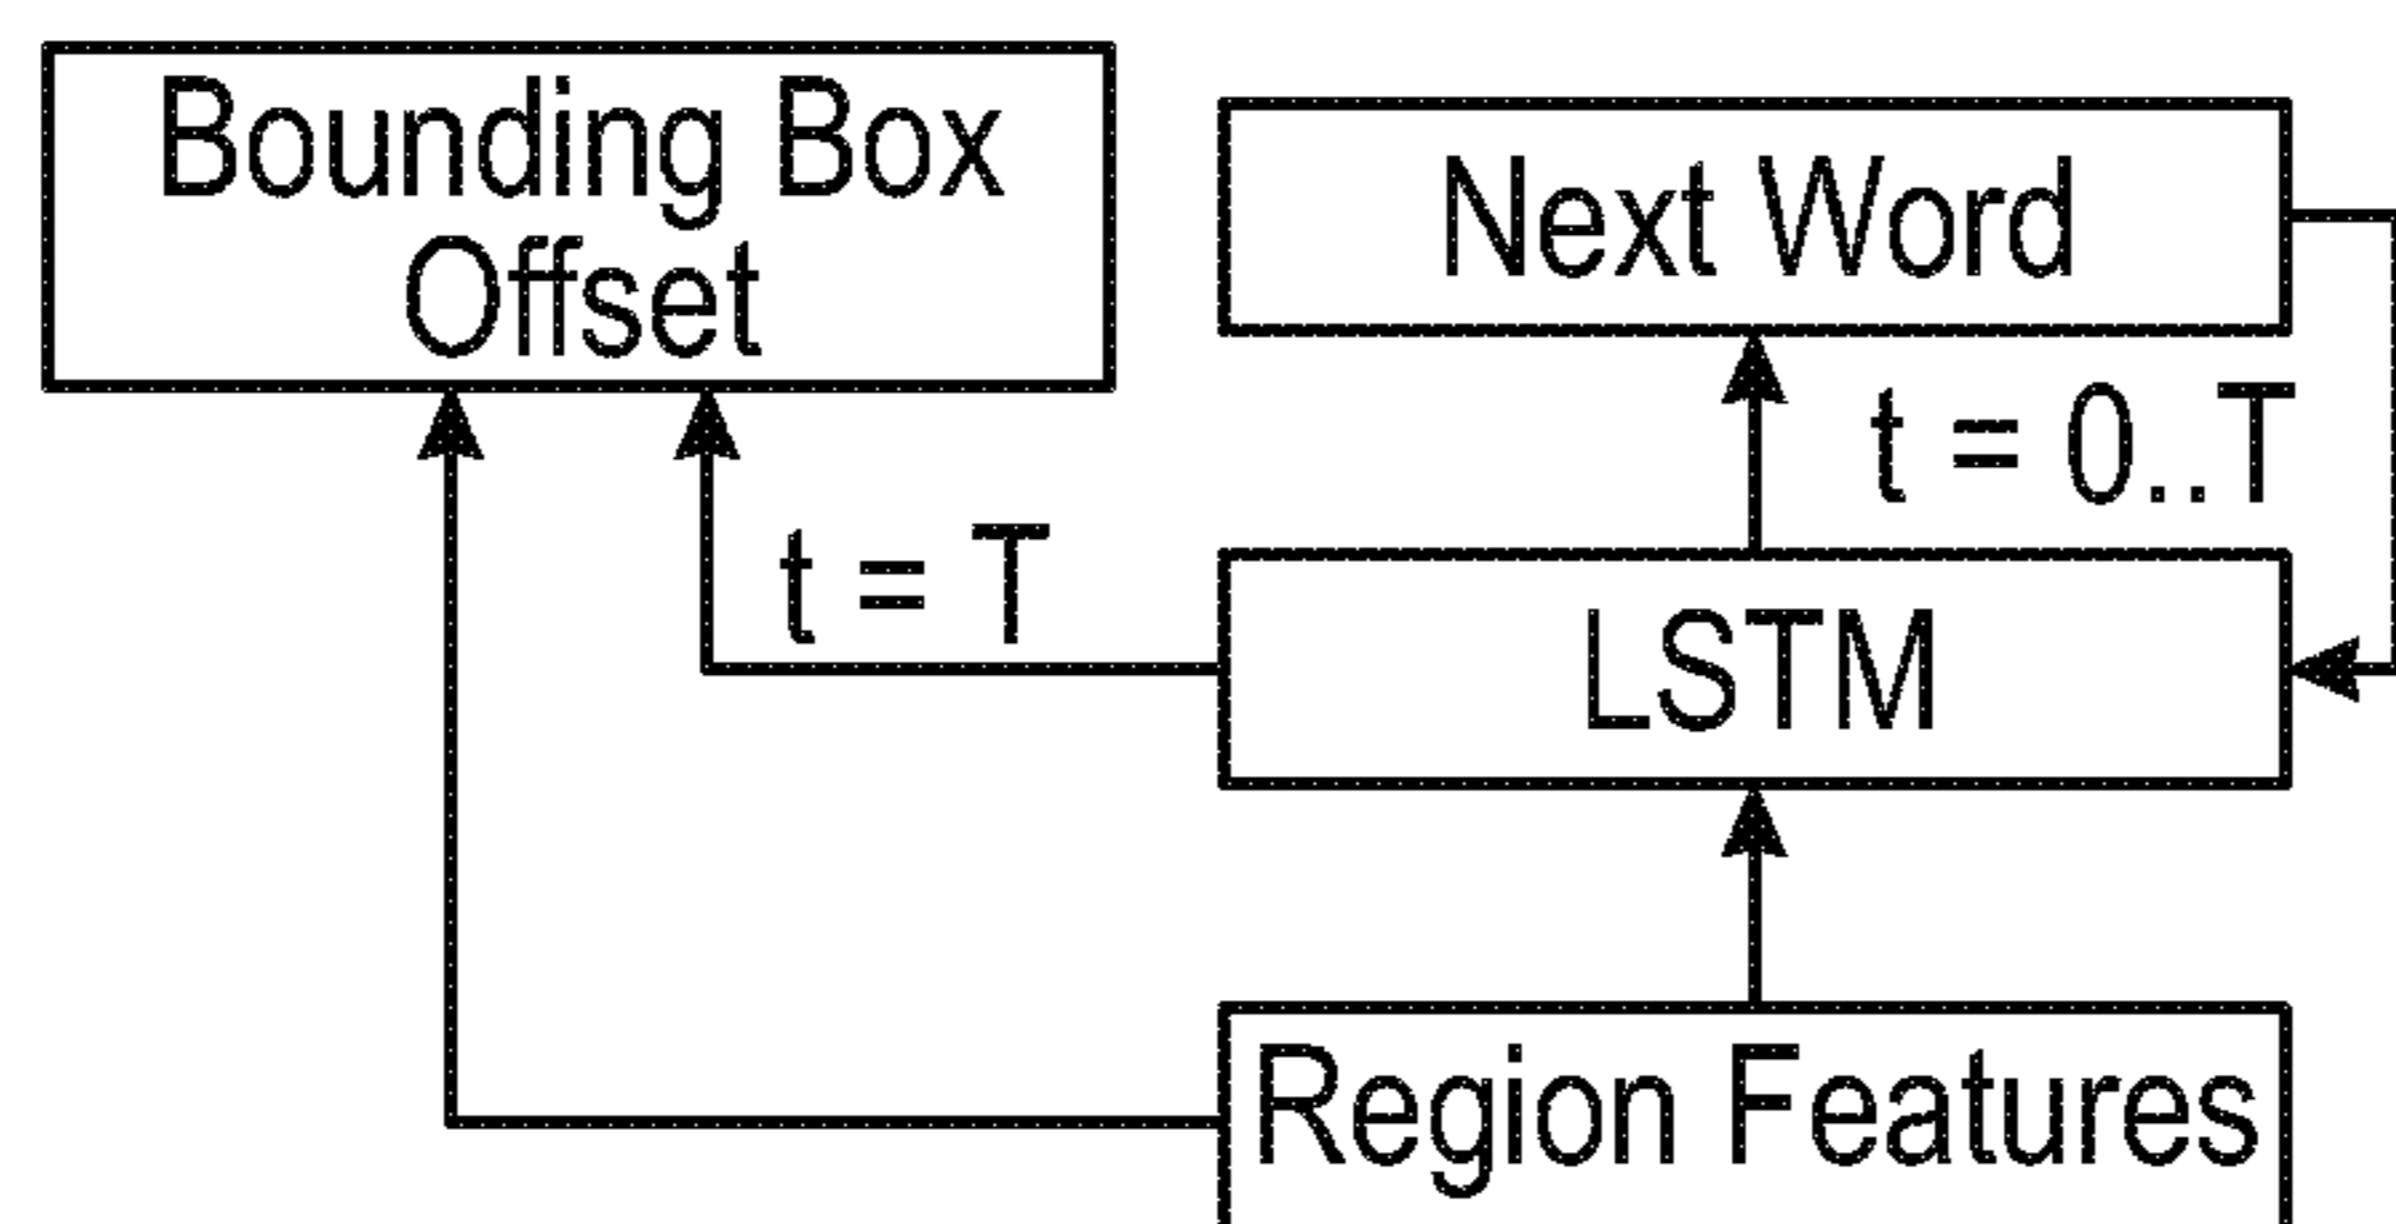 Bounding Box
Offset
Next Word
t = 0..T
t = T
LSTM
Region Features